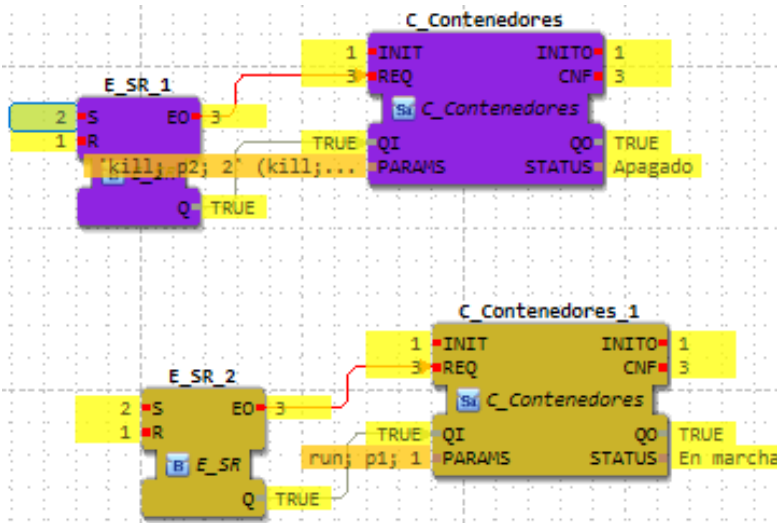 C_Contenedores
1 INIT INITO 1
3 REQ CNF 3
E_SR_1
Sa C_Contenedores
2 S EO 3
1 R
TRUE QI QO TRUE
'kill; p2; 2' (kill;... PARAMS STATUS Apagado
Q TRUE
C_Contenedores_1
1 INIT INITO 1
3 REQ CNF 3
E_SR_2
Sa C_Contenedores
2 S EO 3
1 R
TRUE QI QO TRUE
B E_SR
run; p1; 1 PARAMS STATUS En marcha
Q TRUE